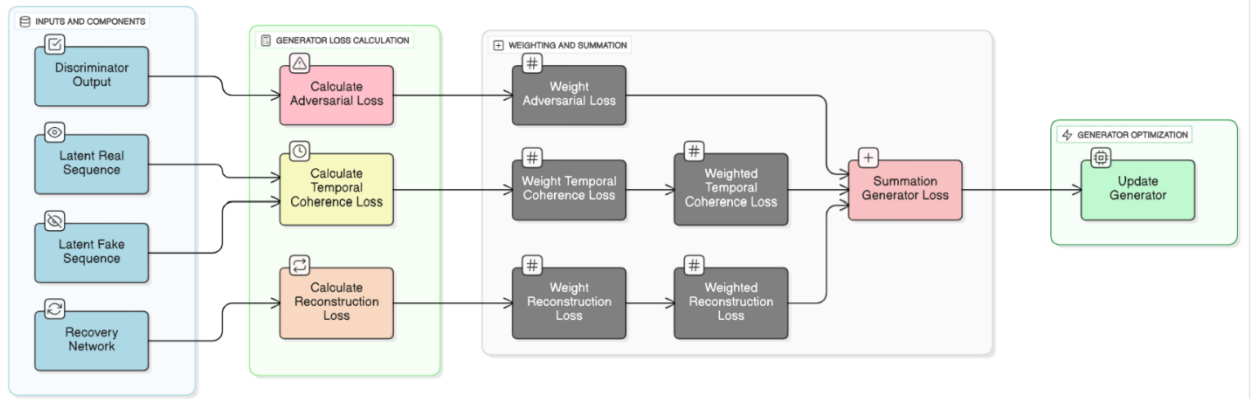 INPUTS AND COMPONENTS
Discriminator
Output
Latent Real
Sequence
Latent Fake
Sequence
Recovery
Network
GENERATOR LOSS CALCULATION
Calculate
Adversarial Loss
Calculate
Temporal
Coherence Loss
Calculate
Reconstruction
Loss
WEIGHTING AND SUMMATION
Weight
Adversarial Loss
Weight Temporal
Coherence Loss
Weighted
Temporal
Coherence Loss
Weight
Reconstruction
Loss
Weighted
Reconstruction
Loss
Summation
Generator Loss
GENERATOR OPTIMIZATION
Update
Generator